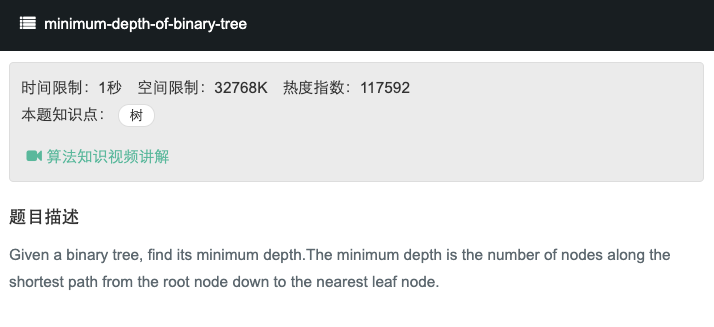 minimum-depth-of-binary-tree
时间限制：1秒 空间限制：32768K 热度指数：117592
本题知识点： 树
算法知识视频讲解
题目描述
Given a binary tree, find its minimum depth.The minimum depth is the number of nodes along the
shortest path from the root node down to the nearest leaf node.